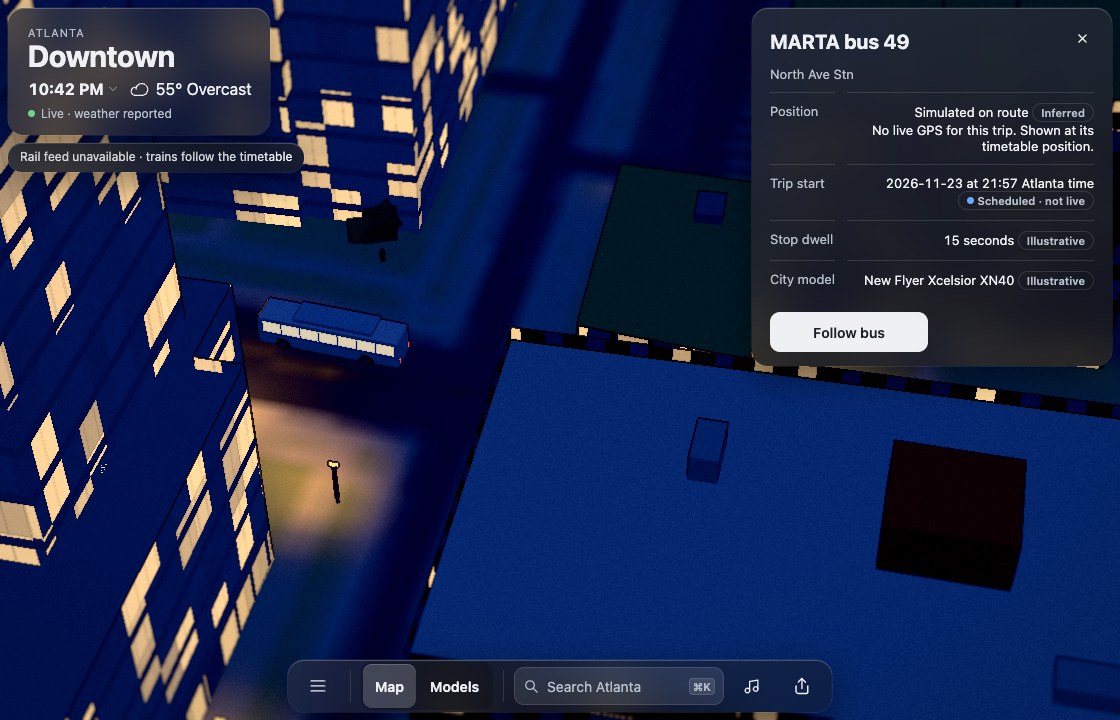 ATLANTA
Downtown
10:42 PM 55° Overcast
Live · weather reported
Rail feed unavailable · trains follow the timetable
MARTA bus 49
North Ave Stn
Position Simulated on route Inferred
No live GPS for this trip. Shown at its
timetable position.
Trip start 2026-11-23 at 21:57 Atlanta time
Scheduled · not live
Stop dwell 15 seconds Illustrative
City model New Flyer Xcelsior XN40 Illustrative
Follow bus
Map Models Search Atlanta ⌘K